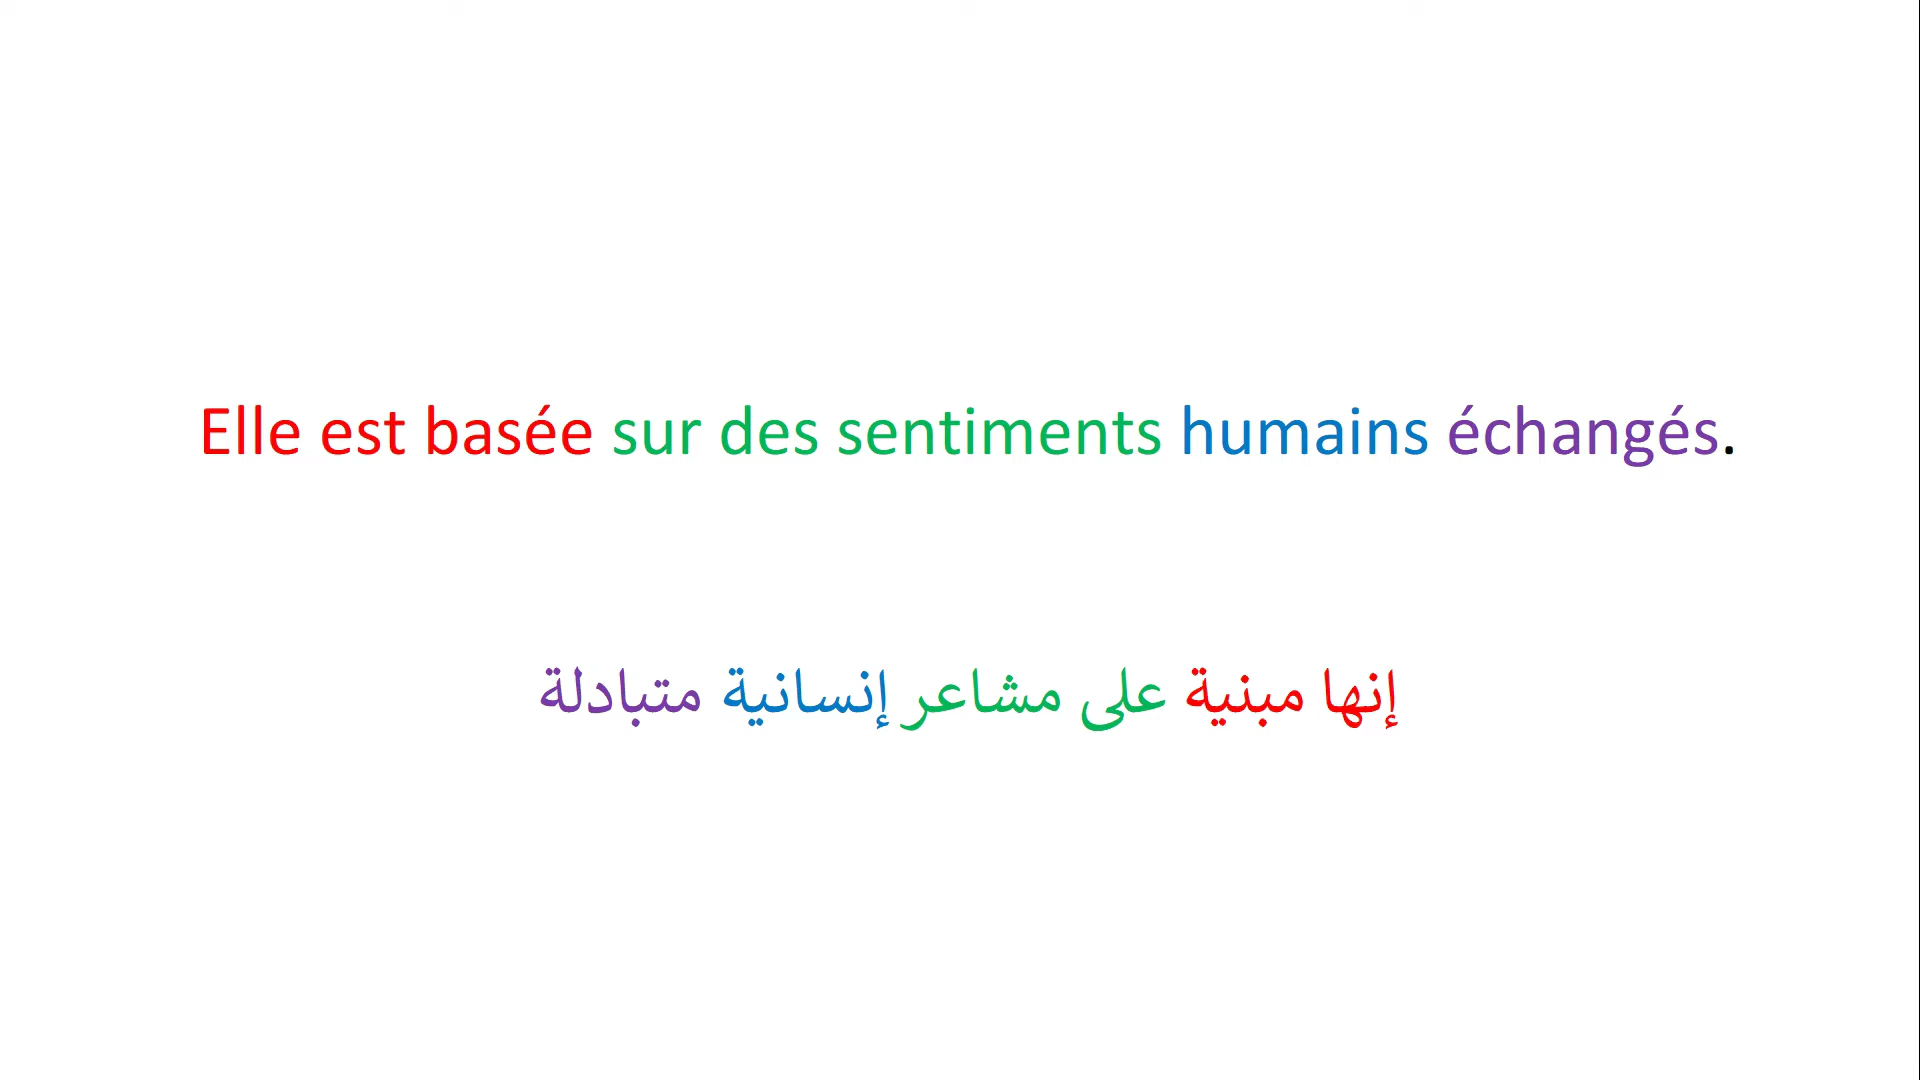 Elle est basée sur des sentiments humains échangés.
إنها مبنية على مشاعر إنسانية متبادلة